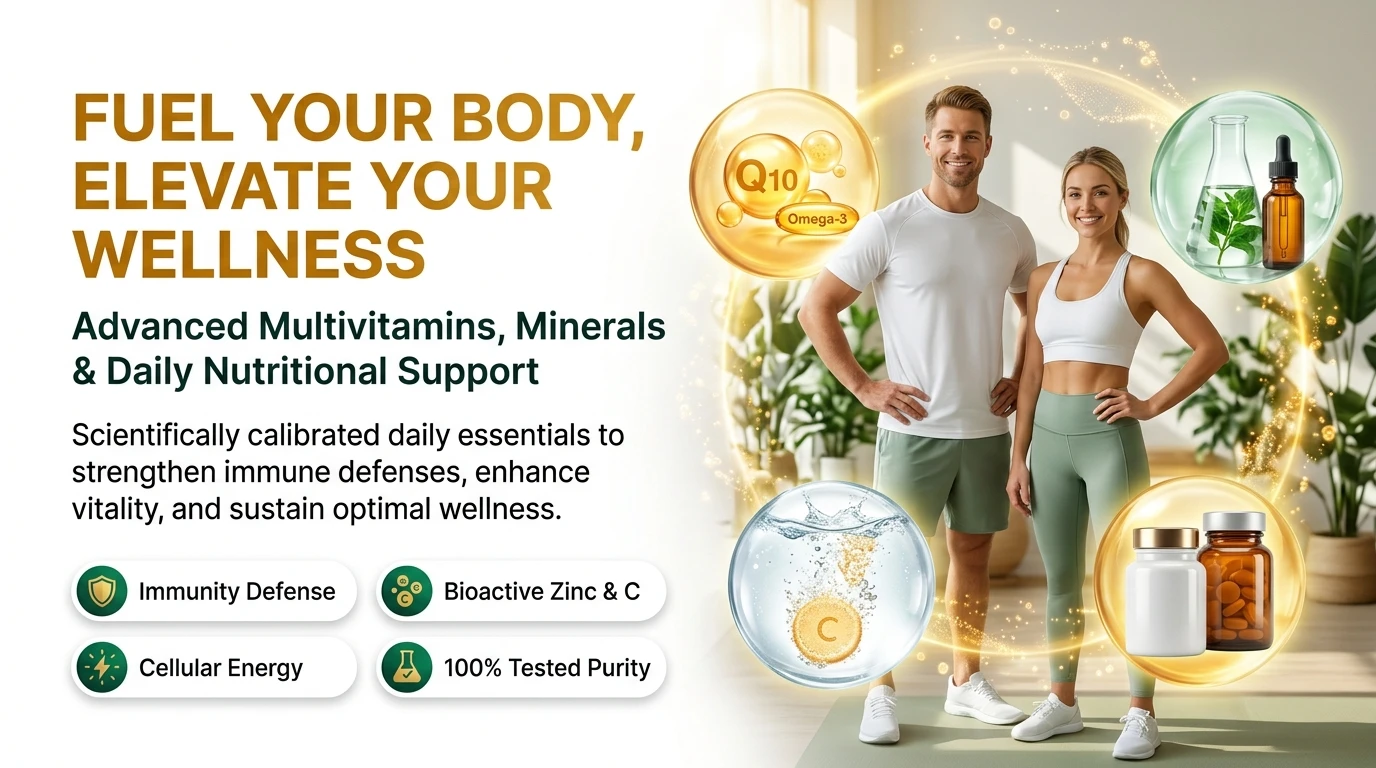 FUEL YOUR BODY,
ELEVATE YOUR
WELLNESS
Advanced Multivitamins, Minerals
& Daily Nutritional Support
Scientifically calibrated daily essentials to
strengthen immune defenses, enhance
vitality, and sustain optimal wellness.
Immunity Defense
Bioactive Zinc & C
Cellular Energy
100% Tested Purity
Q10
Omega-3
C
C